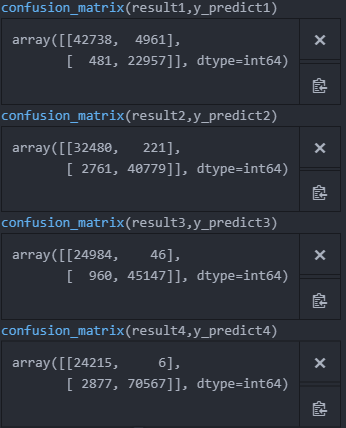 confusion_matrix(result1,y_predict1)
array([[42738, 4961],
[ 481, 22957]], dtype=int64)
confusion_matrix(result2,y_predict2)
array([[32480, 221],
[ 2761, 40779]], dtype=int64)
confusion_matrix(result3,y_predict3)
array([[24984, 46],
[ 960, 45147]], dtype=int64)
confusion_matrix(result4,y_predict4)
array([[24215, 6],
[ 2877, 70567]], dtype=int64)